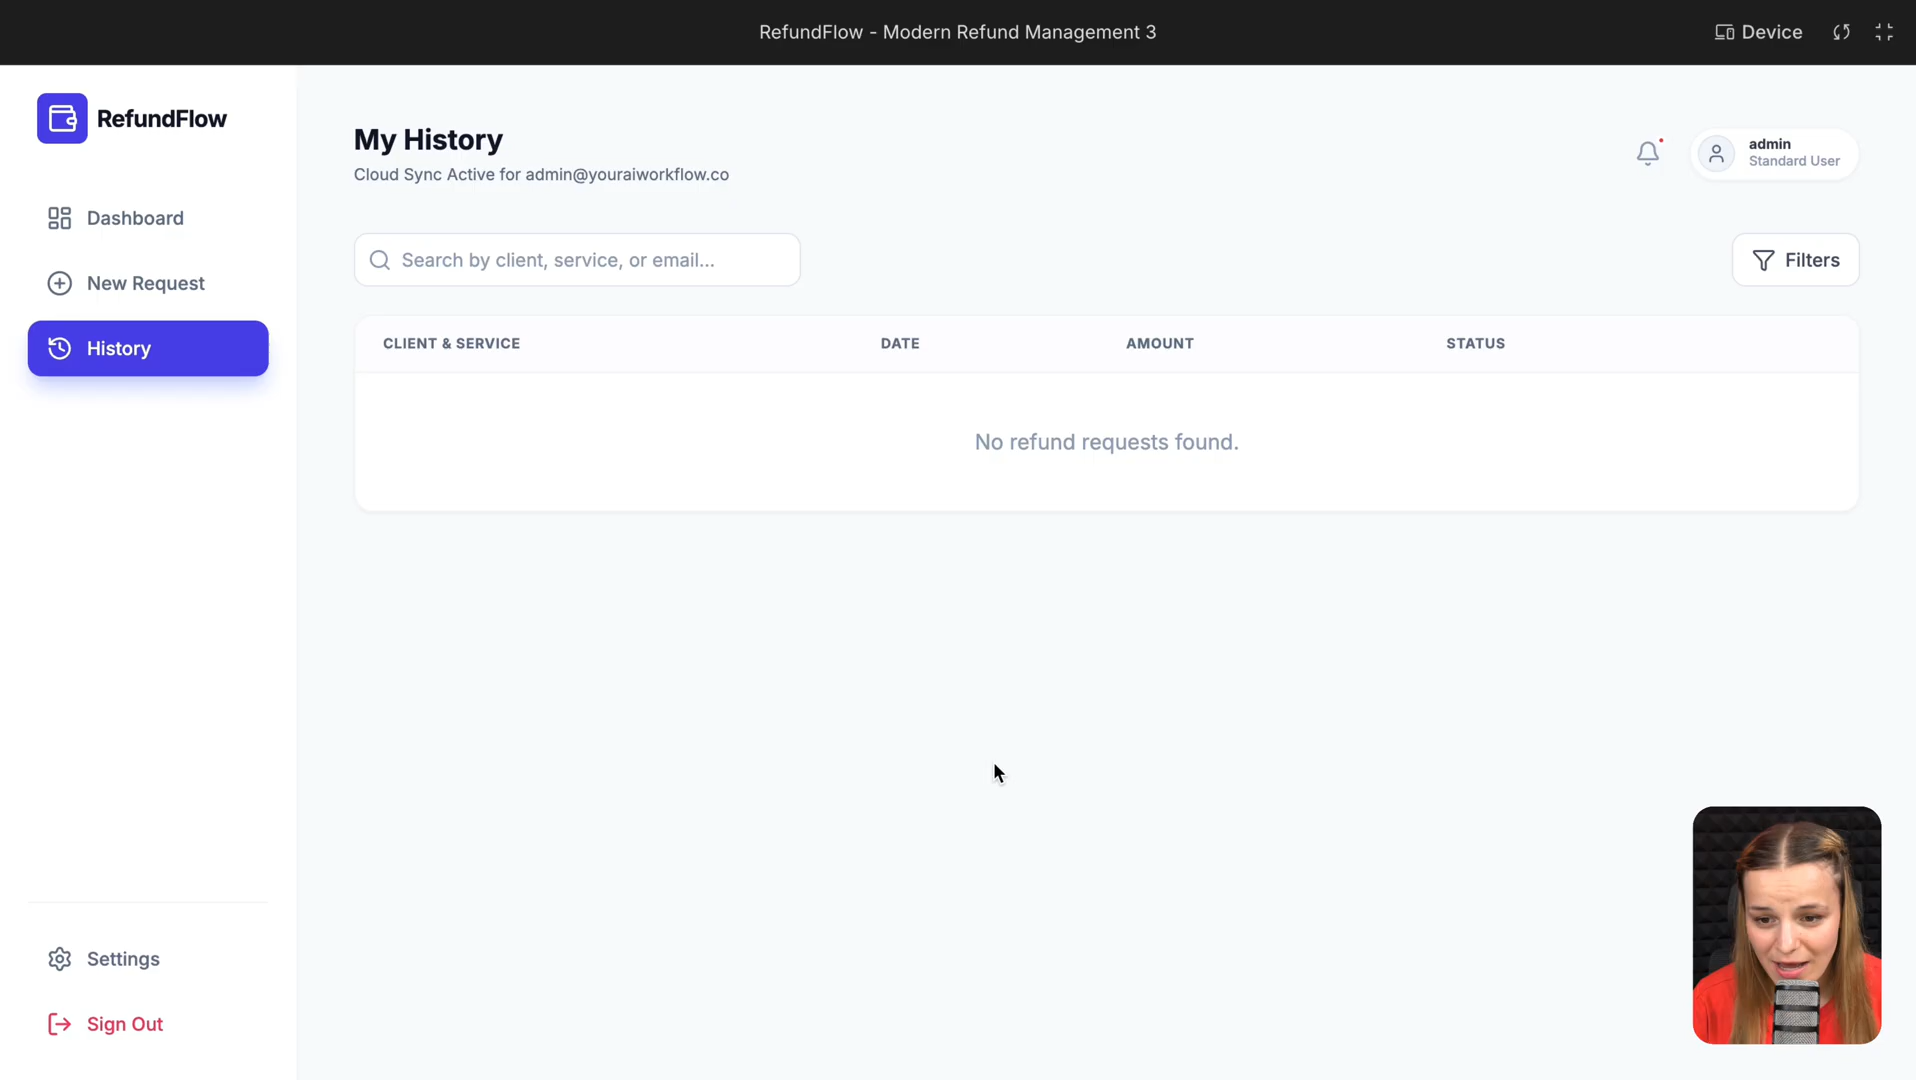 RefundFlow - Modern Refund Management 3
Device
RefundFlow
Dashboard
New Request
History
Settings
Sign Out
My History
Cloud Sync Active for admin@youraiworkflow.co
admin
Standard User
Search by client, service, or email...
Filters
CLIENT & SERVICE DATE AMOUNT STATUS
No refund requests found.